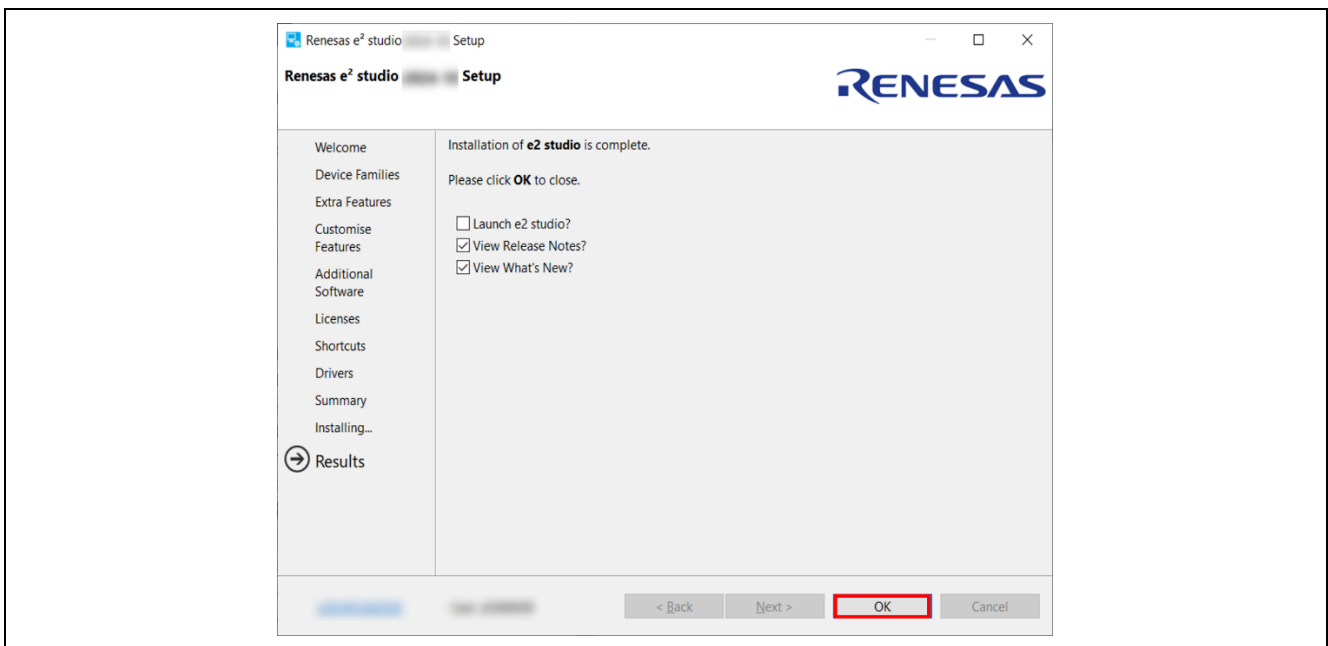 Renesas e² studio Setup
Renesas e² studio Setup
RENESAS
Welcome
Device Families
Extra Features
Customise
Features
Additional
Software
Licenses
Shortcuts
Drivers
Summary
Installing...
Results
Installation of e2 studio is complete.
Please click OK to close.
Launch e2 studio?
View Release Notes?
View What's New?
< Back Next > OK Cancel